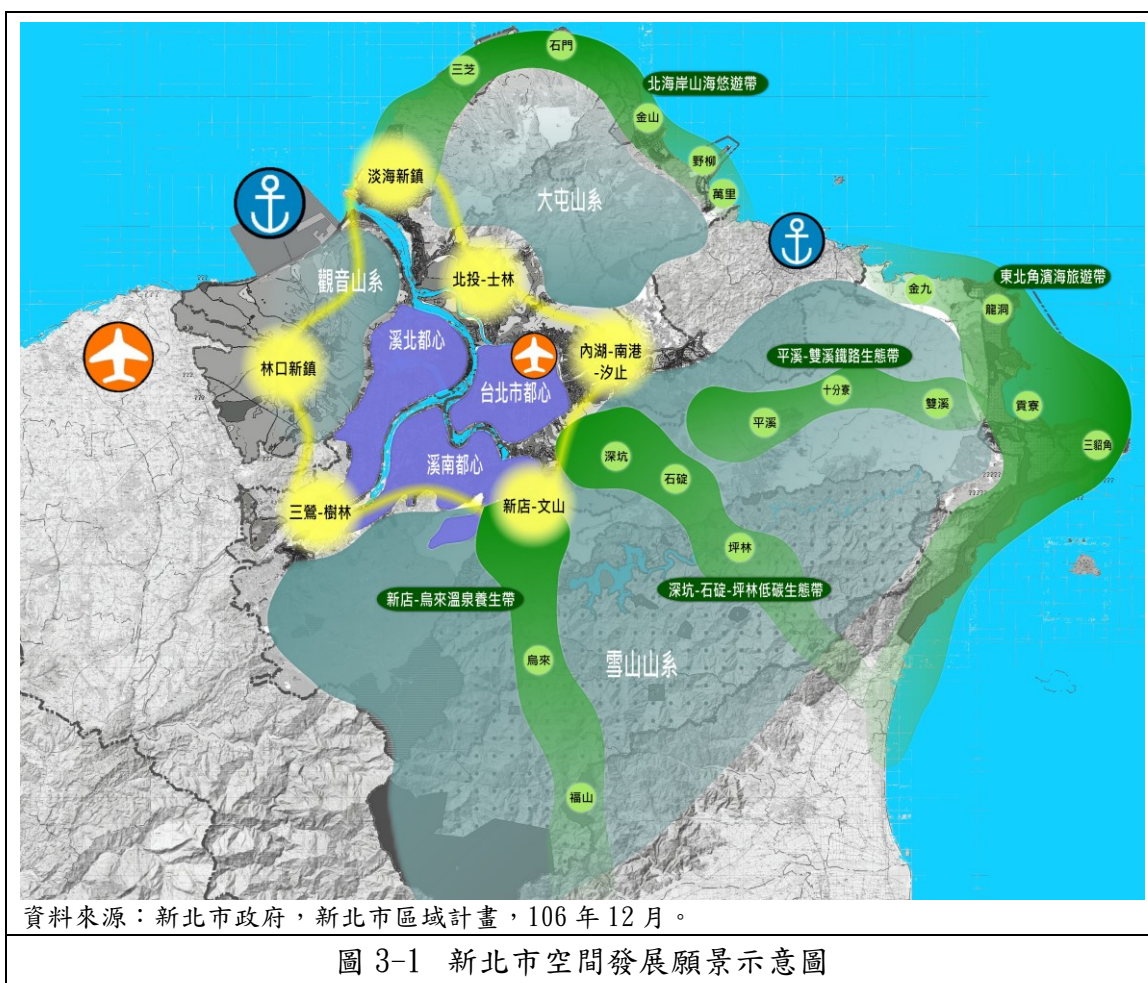 石門
三芝
北海岸山海悠遊帶
金山
野柳
淡海新鎮
萬里
大屯山系
觀音山系
北投-士林
東北角濱海旅遊帶
金九
龍洞
溪北都心
內湖-南港
-汐止
平溪-雙溪鐵路生態帶
林口新鎮
台北市都心
十分寮
雙溪
貢寮
平溪
三貂角
深坑
溪南都心
石碇
新店-文山
三鶯-樹林
坪林
深坑-石碇-坪林低碳生態帶
新店-烏來溫泉養生帶
烏來
雪山山系
福山
資料來源：新北市政府，新北市區域計畫，106年12月。
圖 3-1 新北市空間發展願景示意圖